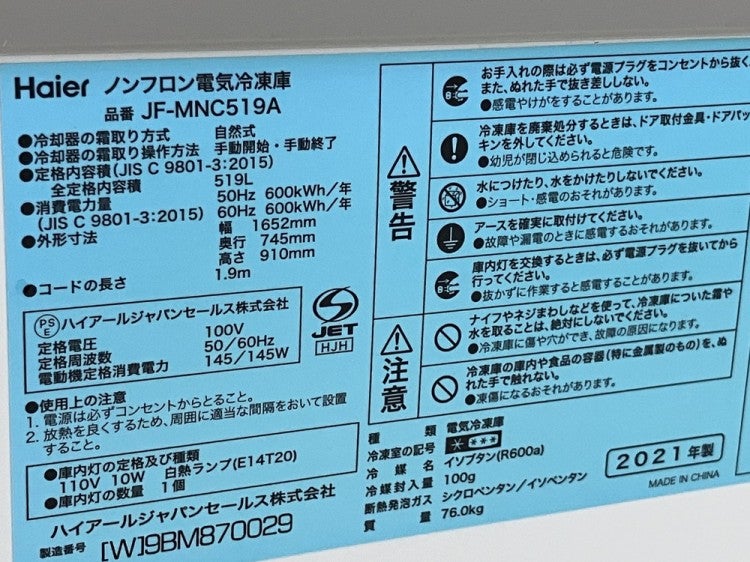 Haier ノンフロン電気冷凍庫
品番 JF-MNC519A
●冷却器の霜取り方式 自然式
●冷却器の霜取り操作方法 手動開始・手動終了
●定格内容積(JIS C 9801-3:2015)
全定格内容積 519L
●消費電力量 50Hz 600kWh/年
(JIS C 9801-3:2015) 60Hz 600kWh/年
●外形寸法 幅 1652mm
奥行 745mm
高さ 910mm
●コードの長さ 1.9m
PSE ハイアールジャパンセールス株式会社
定格電圧 100V
定格周波数 50/60Hz
電動機定格消費電力 145/145W
S JET
HJH
●使用上の注意
1. 電源は必ずコンセントからとること。
2. 放熱を良くするため、周囲に適当な間隔をおいて設置
すること。
●庫内灯の定格及び種類
110V 10W 白熱ランプ(E14T20)
●庫内灯の数量 1個
ハイアールジャパンセールス株式会社
製造番号 [W]9BM870029
警告
お手入れの際は必ず電源プラグをコンセントから抜く。
また、ぬれた手で抜き差ししない。
●感電やけがをすることがあります。
冷凍庫を廃棄処分するときは、ドア取付金具・ドアパッ
キンを外してください。
●幼児が閉じ込められると危険です。
水につけたり、水をかけたりしないでください。
●ショート・感電のおそれがあります。
アースを確実に取付けてください。
●故障や漏電のときに感電するおそれがあります。
庫内灯を交換するときは、必ず電源プラグを抜いてから
行ってください。
●抜かずに作業すると感電することがあります。
注意
ナイフやネジまわしなどを使って、冷凍庫についた霜や
水を取ることは、絶対にしないでください。
●冷凍庫に傷や穴ができ、故障の原因になります。
冷凍庫の庫内や食品の容器(特に金属製のもの)を、ぬ
れた手で触れない。
●凍傷になるおそれがあります。
種類 電気冷凍庫
冷凍室の記号 ****
冷媒名 イソブタン(R600a)
冷媒封入量 100g
断熱発泡ガス シクロペンタン/イソペンタン
質量 76.0kg
2021年製
MADE IN CHINA